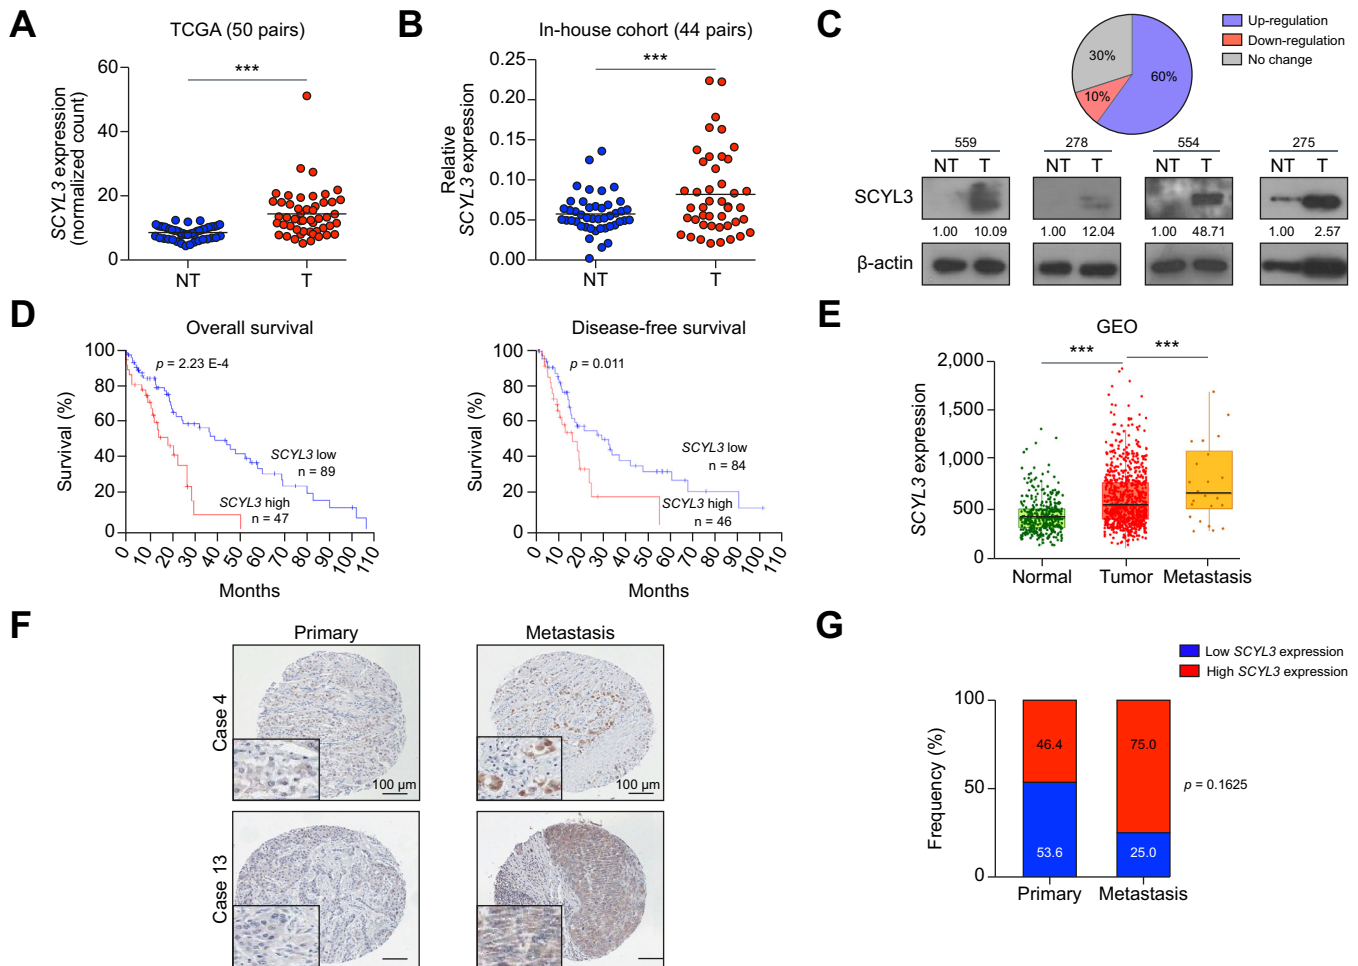 A
TCGA (50 pairs)
***
SCYL3 expression
(normalized count)
60
40
20
0
NT
T
B
In-house cohort (44 pairs)
***
Relative
SCYL3 expression
0.25
0.20
0.15
0.10
0.05
0.00
NT
T
C
30%
60%
10%
Up-regulation
Down-regulation
No change
559
278
554
275
NT T
NT T
NT T
NT T
SCYL3
1.00 10.09
1.00 12.04
1.00 48.71
1.00 2.57
β-actin
D
Overall survival
p = 2.23 E-4
Survival (%)
100
80
60
40
20
0
SCYL3 low
n = 89
SCYL3 high
n = 47
0 10 20 30 40 50 60 70 80 90 100 110
Months
Disease-free survival
p = 0.011
Survival (%)
100
80
60
40
20
0
SCYL3 low
n = 84
SCYL3 high
n = 46
0 10 20 30 40 50 60 70 80 90 100 110
Months
E
GEO
***
***
SCYL3 expression
2,000
1,500
1,000
500
0
Normal
Tumor
Metastasis
F
Primary
Metastasis
Case 4
100 µm
100 µm
Case 13
G
Low SCYL3 expression
High SCYL3 expression
Frequency (%)
100
50
0
46.4
53.6
75.0
25.0
p = 0.1625
Primary
Metastasis